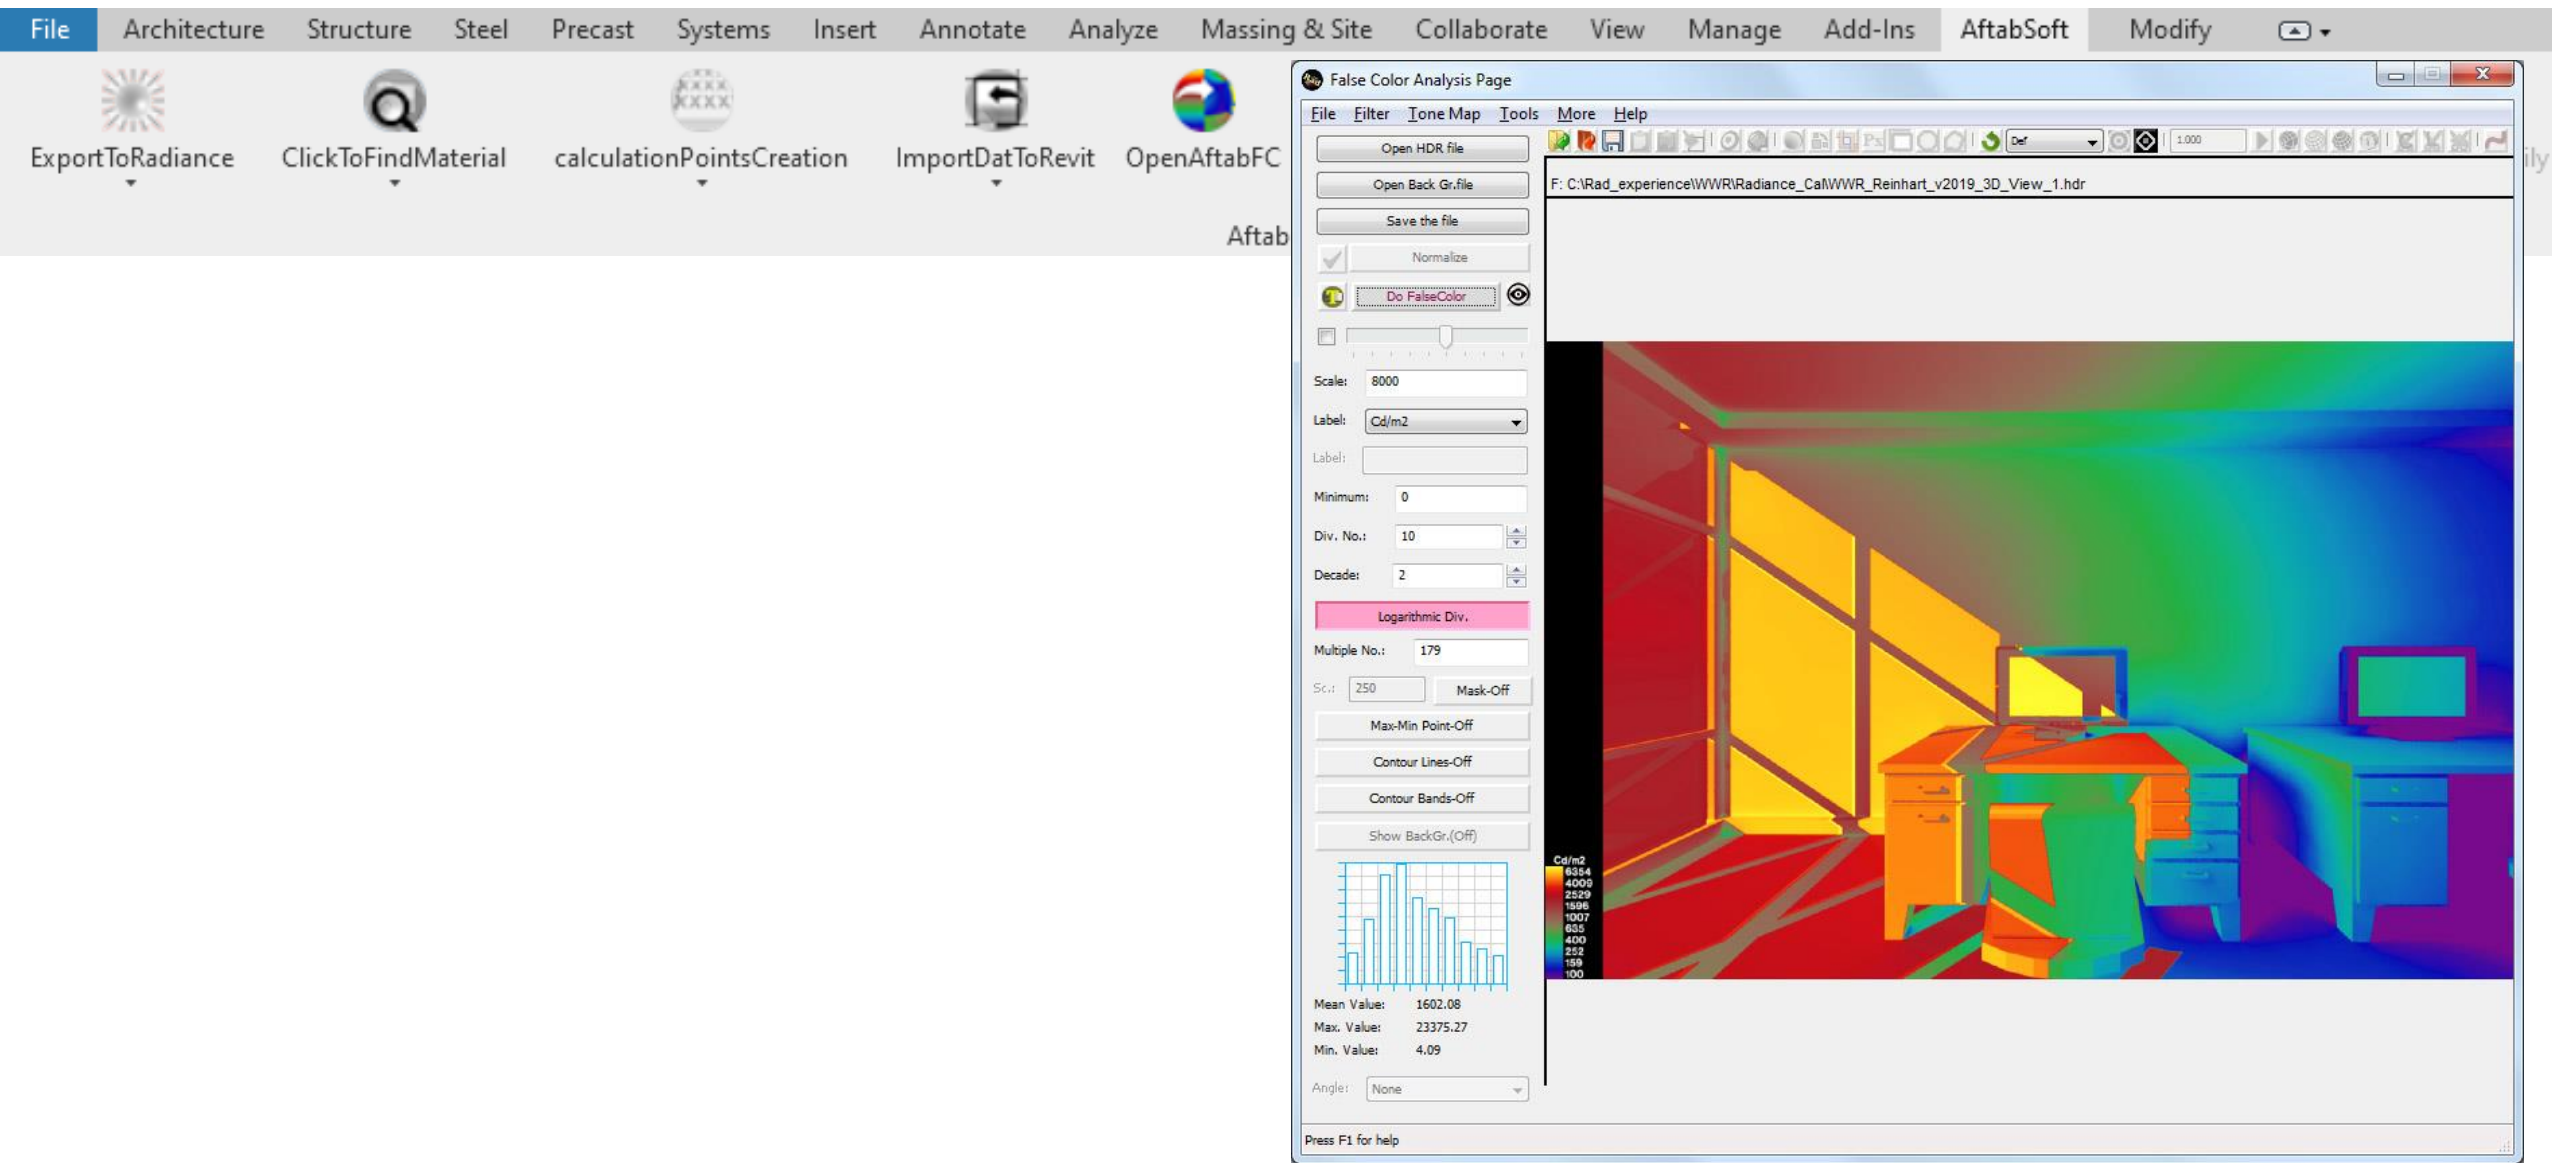 File Architecture Structure Steel Precast Systems Insert Annotate Analyze Massing & Site Collaborate View Manage Add-Ins AftabSoft Modify
ExportToRadiance ClickToFindMaterial calculationPointsCreation ImportDatToRevit OpenAftabFC
ily
Aftab
False Color Analysis Page
File Filter Tone Map Tools More Help
Def 1.000
Open HDR file
Open Back Gr.file
Save the file
Normalize
Do FalseColor
Scale: 8000
Label: Cd/m2
Label:
Minimum: 0
Div. No.: 10
Decade: 2
Logarithmic Div.
Multiple No.: 179
Sc.: 250 Mask-Off
Max-Min Point-Off
Contour Lines-Off
Contour Bands-Off
Show BackGr.(Off)
Mean Value: 1602.08
Max. Value: 23375.27
Min. Value: 4.09
Angle: None
F: C:\Rad_experience\WWR\Radiance_Cal\WWR_Reinhart_v2019_3D_View_1.hdr
Cd/m2
6354
4009
2529
1596
1007
635
400
252
159
100
Press F1 for help